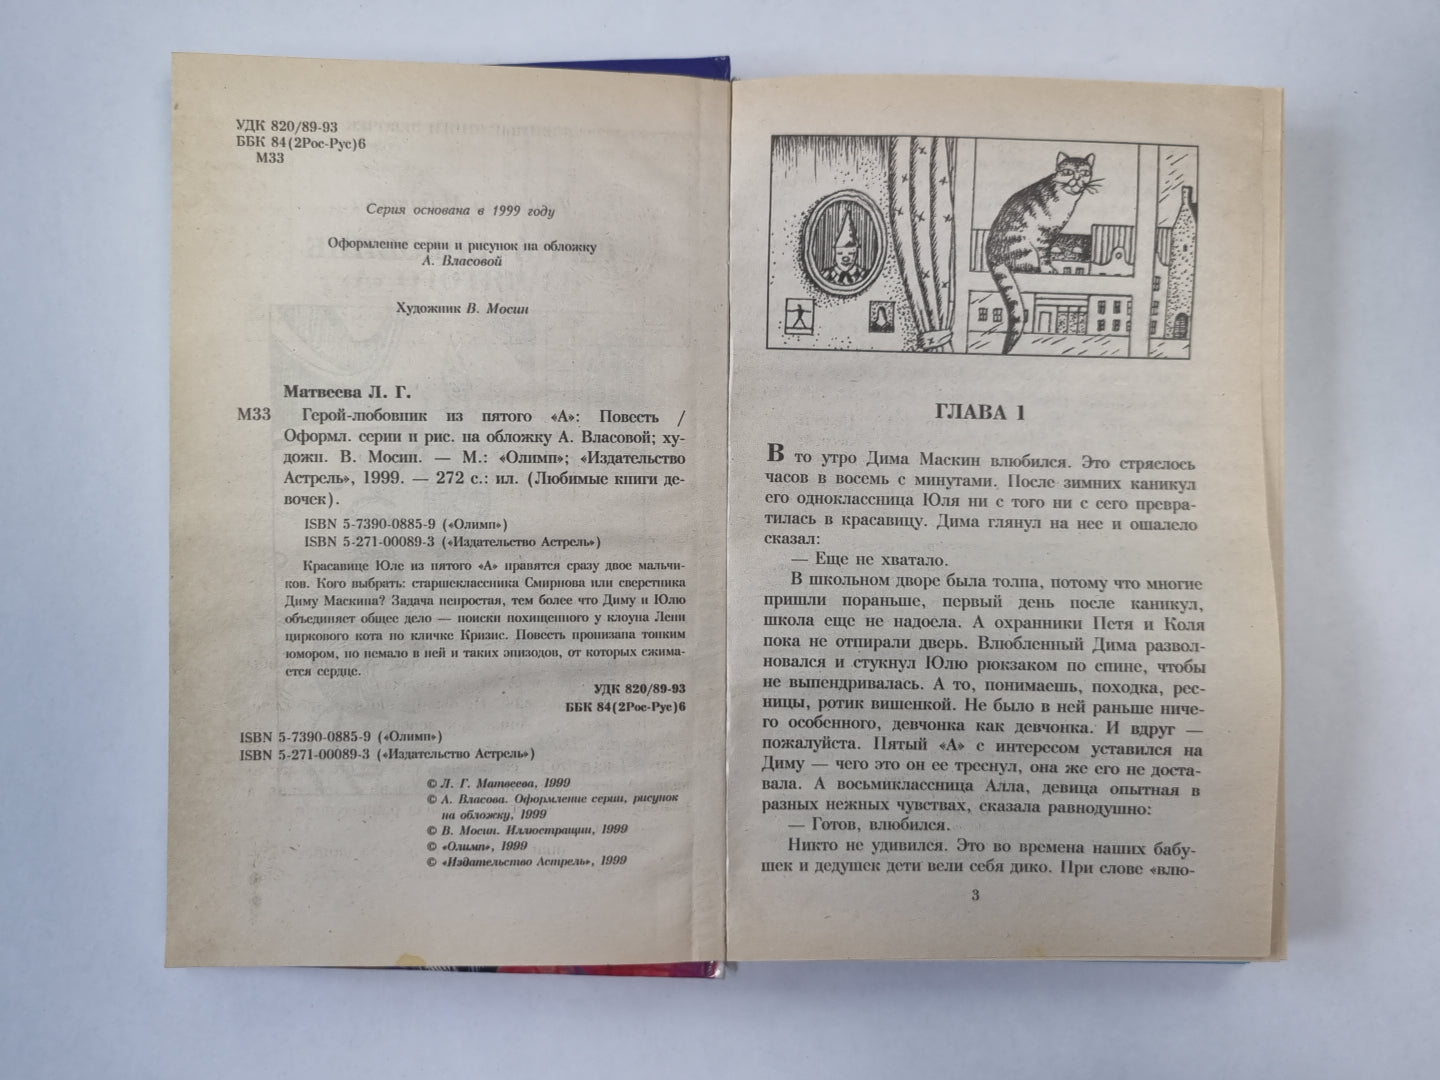 УДК 820/89-93
ББК 84(2Рос-Рус)6
М33
Серия основана в 1999 году
Оформление серии и рисунок на обложку
А. Власовой
Художник В. Мосин
Матвеева Л. Г.
М33 Герой-любовник из пятого «А»: Повесть /
Оформл. серии и рис. на обложку А. Власовой; ху-
дожн. В. Мосин. — М.: «Олимп»; «Издательство
Астрель», 1999. — 272 с.: ил. (Любимые книги де-
вочек).
ISBN 5-7390-0885-9 («Олимп»)
ISBN 5-271-00089-3 («Издательство Астрель»)
Красавице Юле из пятого «А» нравятся сразу двое мальчи-
ков. Кого выбрать: старшеклассника Смирнова или сверстника
Диму Маскина? Задача непростая, тем более что Диму и Юлю
объединяет общее дело — поиски похищенного у клоуна Лени
циркового кота по кличке Кризис. Повесть пронизана тонким
юмором, но немало в ней и таких эпизодов, от которых сжима-
ется сердце.
УДК 820/89-93
ББК 84(2Рос-Рус)6
ISBN 5-7390-0885-9 («Олимп»)
ISBN 5-271-00089-3 («Издательство Астрель»)
© Л. Г. Матвеева, 1999
© А. Власова. Оформление серии, рисунок
на обложку, 1999
© В. Мосин. Иллюстрации, 1999
© «Олимп», 1999
© «Издательство Астрель», 1999
ГЛАВА 1
В то утро Дима Маскин влюбился. Это стряслось
часов в восемь с минутами. После зимних каникул
его одноклассница Юля ни с того ни с сего превра-
тилась в красавицу. Дима глянул на нее и ошалело
сказал:
— Еще не хватало.
В школьном дворе была толпа, потому что многие
пришли пораньше, первый день после каникул,
школа еще не надоела. А охранники Петя и Коля
пока не отпирали дверь. Влюбленный Дима развол-
новался и стукнул Юлю рюкзаком по спине, чтобы
не выпендривалась. А то, понимаешь, походка, рес-
ницы, ротик вишенкой. Не было в ней раньше ниче-
го особенного, девчонка как девчонка. И вдруг —
пожалуйста. Пятый «А» с интересом уставился на
Диму — чего это он ее треснул, она же его не доста-
вала. А восьмиклассница Алла, девица опытная в
разных нежных чувствах, сказала равнодушно:
— Готов, влюбился.
Никто не удивился. Это во времена наших бабу-
шек и дедушек дети вели себя дико. При слове «влю-
3